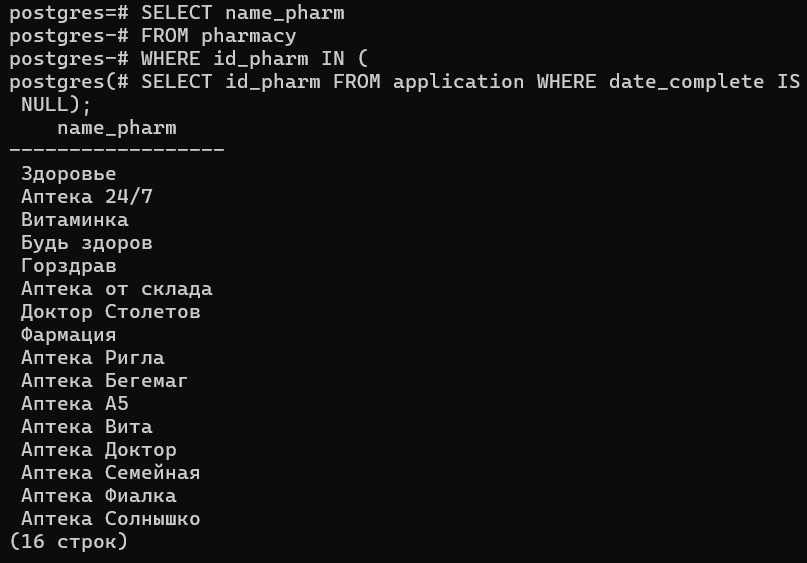 postgres=# SELECT name_pharm
postgres-# FROM pharmacy
postgres-# WHERE id_pharm IN (
postgres(# SELECT id_pharm FROM application WHERE date_complete IS
NULL);
name_pharm
------------------
Здоровье
Аптека 24/7
Витаминка
Будь здоров
Горздрав
Аптека от склада
Доктор Столетов
Фармация
Аптека Ригла
Аптека Бегемаг
Аптека А5
Аптека Вита
Аптека Доктор
Аптека Семейная
Аптека Фиалка
Аптека Солнышко
(16 строк)